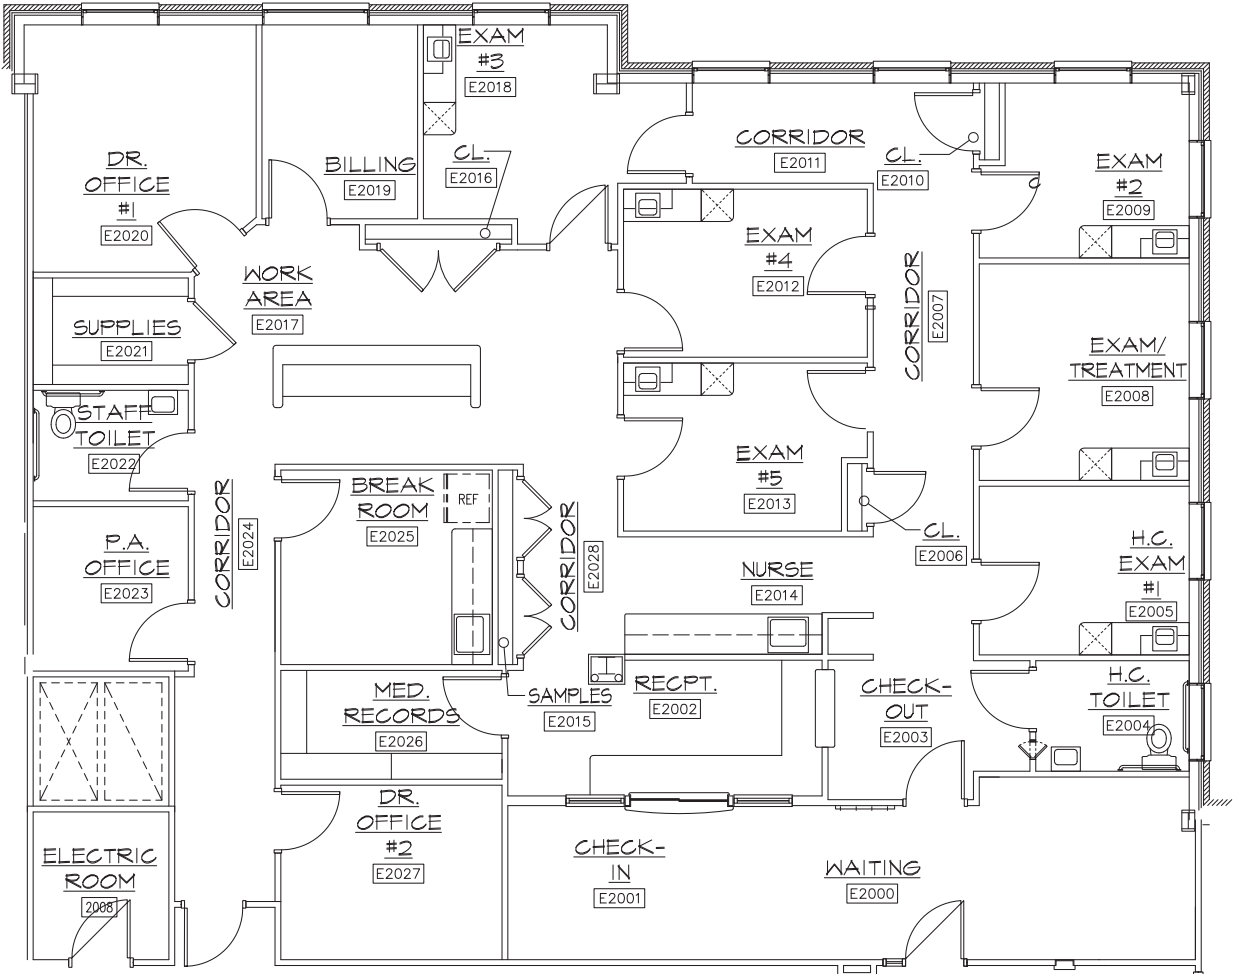 EXAM
#3
E2018
DR.
OFFICE
#1
E2020
BILLING
E2019
CL.
E2016
CORRIDOR
E2011
CL.
E2010
EXAM
#2
E2009
WORK
AREA
E2017
EXAM
#4
E2012
CORRIDOR
E2007
SUPPLIES
E2021
EXAM/
TREATMENT
E2008
STAFF
TOILET
E2022
EXAM
#5
E2013
BREAK
ROOM
E2025
REF
CORRIDOR
E2024
CORRIDOR
E2028
CL.
E2006
P.A.
OFFICE
E2023
NURSE
E2014
H.C.
EXAM
#1
E2005
MED.
RECORDS
E2026
SAMPLES
E2015
RECPT.
E2002
CHECK-
OUT
E2003
H.C.
TOILET
E2004
DR.
OFFICE
#2
E2027
ELECTRIC
ROOM
2008
CHECK-
IN
E2001
WAITING
E2000